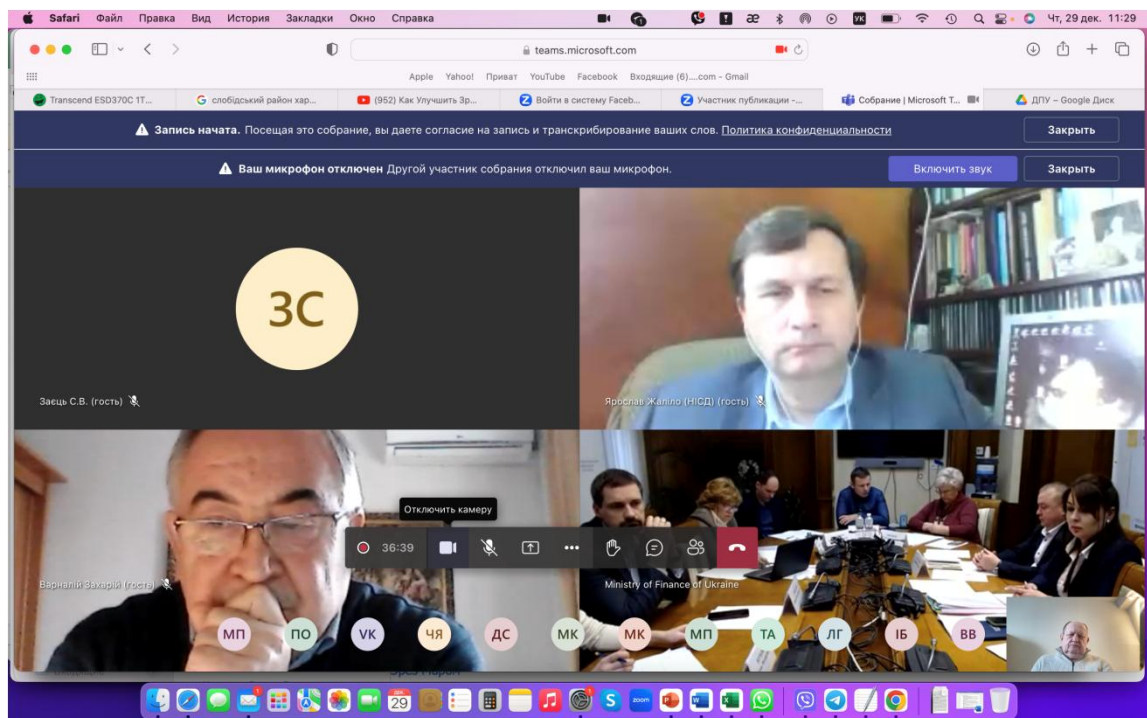 Safari Файл Правка Вид История Закладки Окно Справка УК Чт, 29 дек. 11:29
teams.microsoft.com
Apple Yahoo! Приват YouTube Facebook Входящие (6)....com - Gmail
Transcend ESD370C 1T... слобідський район хар... (952) Как Улучшить Зр... Войти в систему Faceb... Участник публикации -... Собрание | Microsoft T... ДПУ – Google Диск
Запись начата. Посещая это собрание, вы даете согласие на запись и транскрибирование ваших слов. Политика конфиденциальности Закрыть
Ваш микрофон отключен Другой участник собрания отключил ваш микрофон. Включить звук Закрыть
ЗС
Заєць С.В. (гость) Ярослав Жаліло (НІСД) (гость)
Отключить камеру
36:39
Варналій Захарій (гость) Ministry of Finance of Ukraine
МП ПО VK ЧЯ ДС МК МК МП ТА ЛГ ІБ ВВ
ДЕК.
29 S zoom P W X